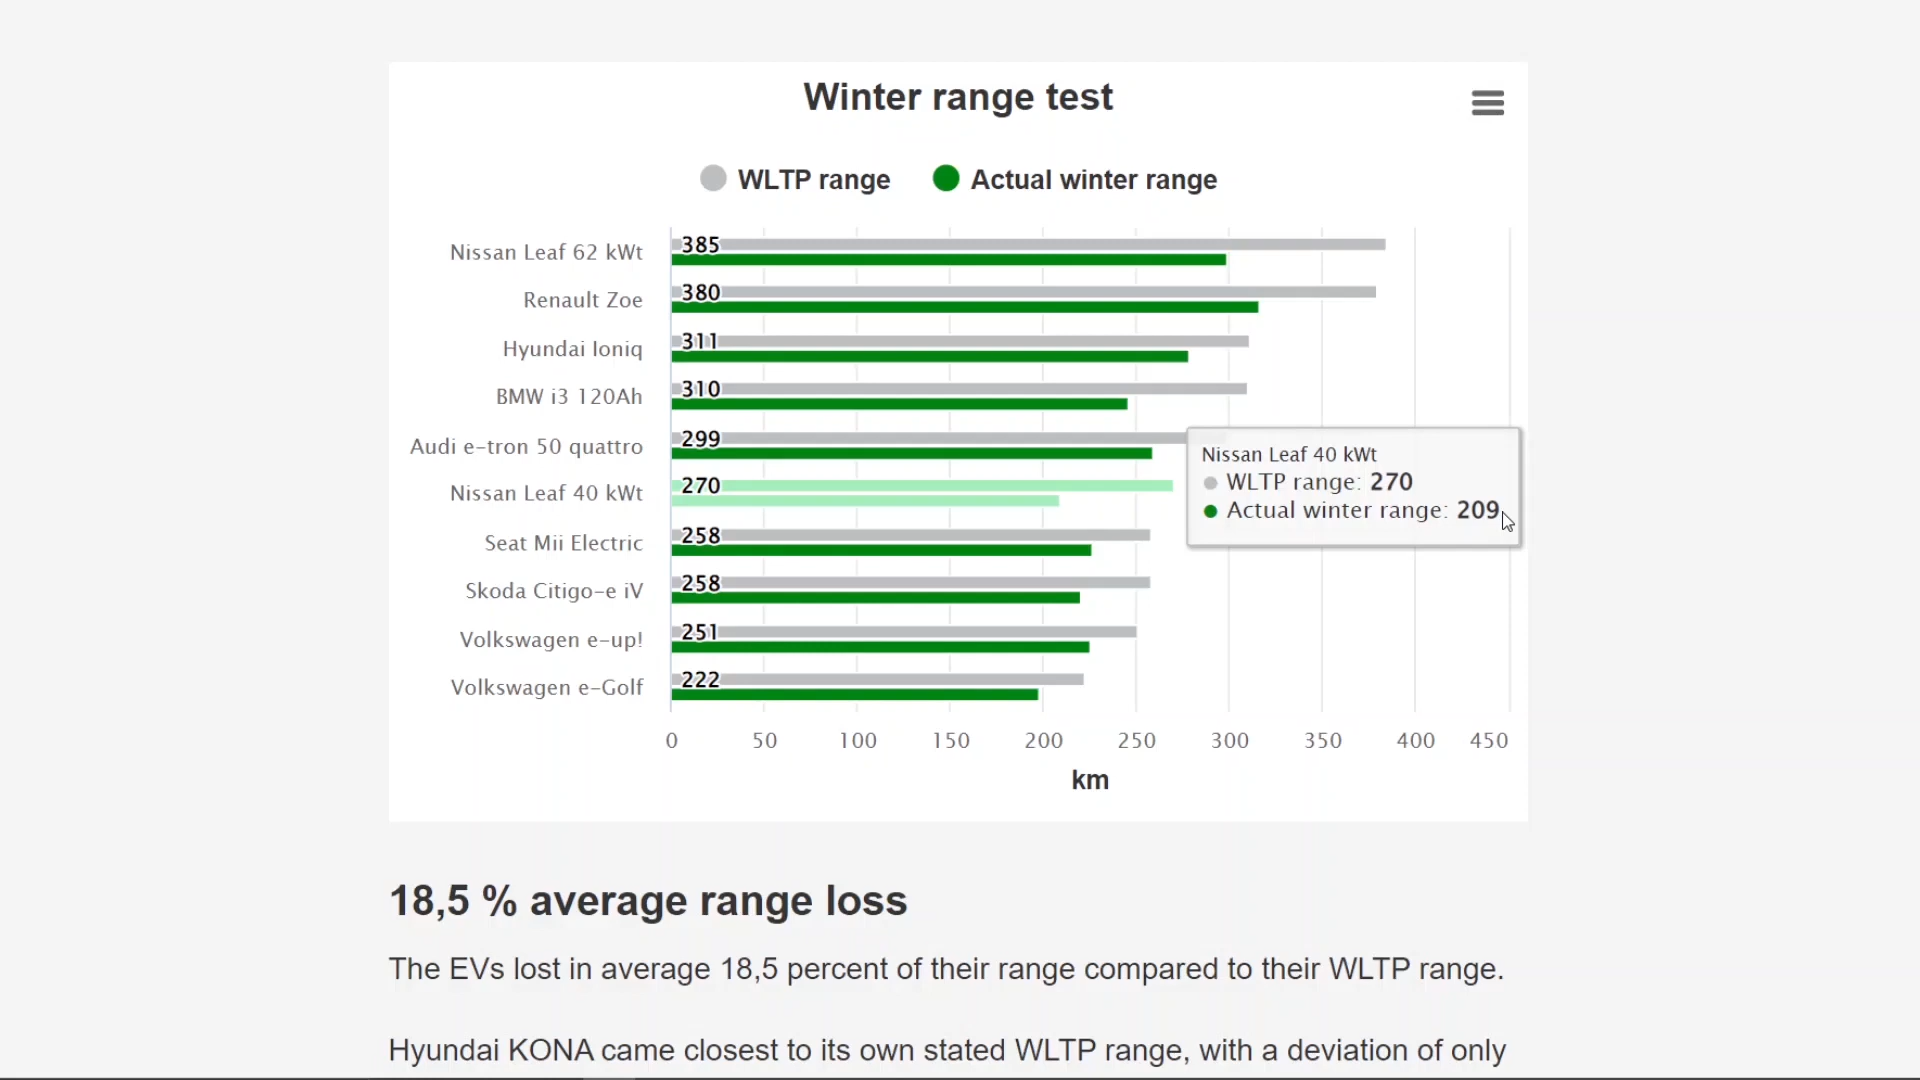 Winter range test
WLTP range Actual winter range
Nissan Leaf 62 kWt 385
Renault Zoe 380
Hyundai Ioniq 311
BMW i3 120Ah 310
Audi e-tron 50 quattro 299
Nissan Leaf 40 kWt 270
Seat Mii Electric 258
Skoda Citigo-e iV 258
Volkswagen e-up! 251
Volkswagen e-Golf 222
Nissan Leaf 40 kWt
WLTP range: 270
Actual winter range: 209
0 50 100 150 200 250 300 350 400 450
km
18,5 % average range loss
The EVs lost in average 18,5 percent of their range compared to their WLTP range.
Hyundai KONA came closest to its own stated WLTP range, with a deviation of only